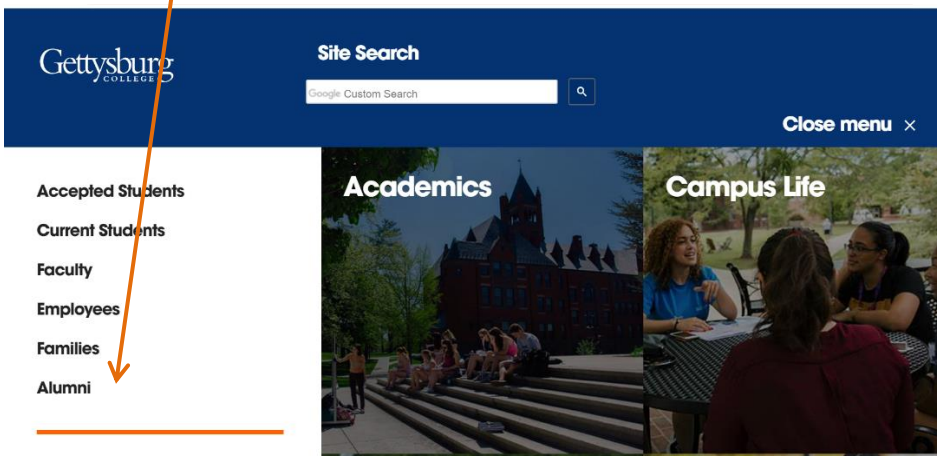 Gettysburg
COLLEGE
Site Search
Google Custom Search
Close menu ×
Accepted Students
Current Students
Faculty
Employees
Families
Alumni
Academics
Campus Life